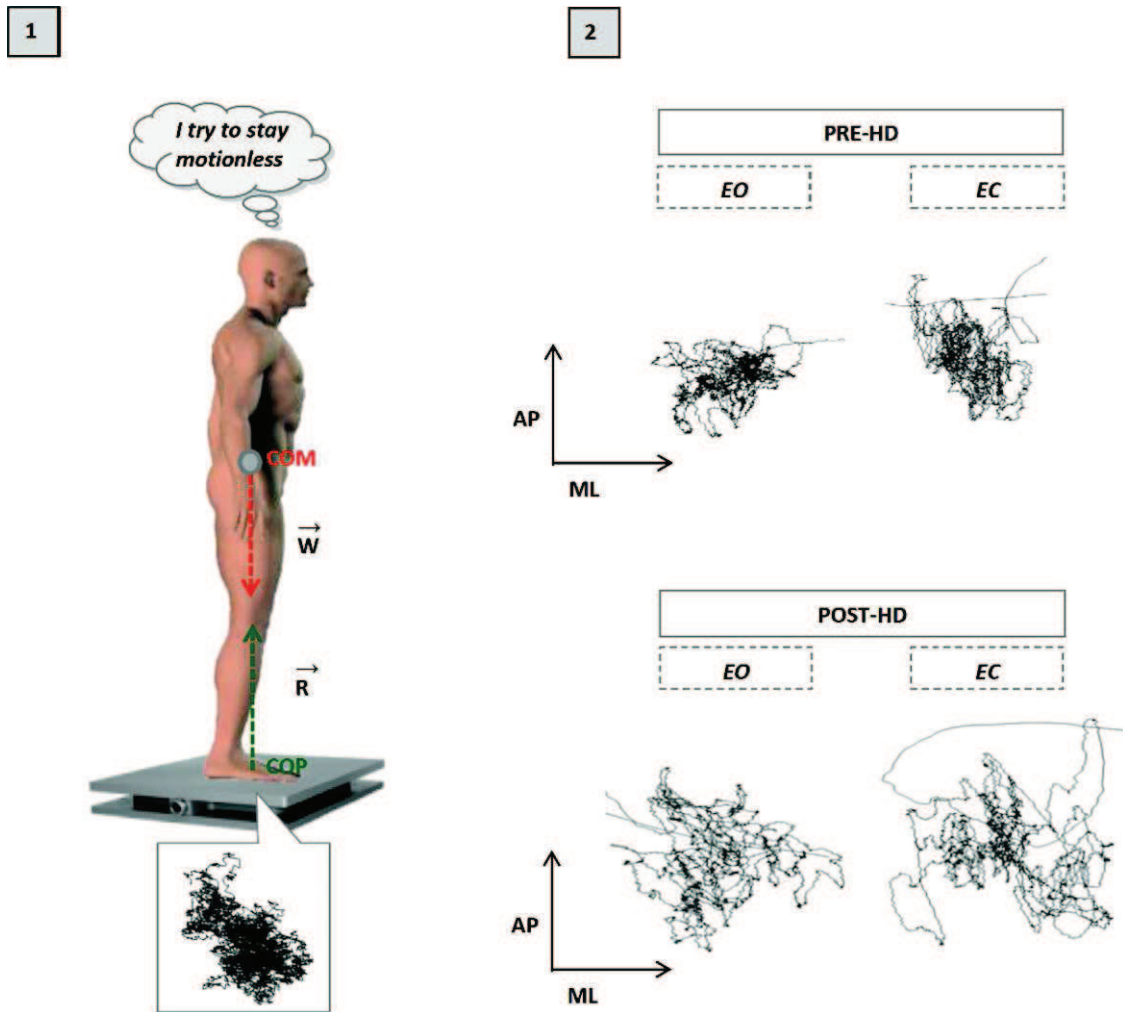 1
I try to stay
motionless
COM
W
R
COP
2
PRE-HD
EO
EC
AP
ML
POST-HD
EO
EC
AP
ML